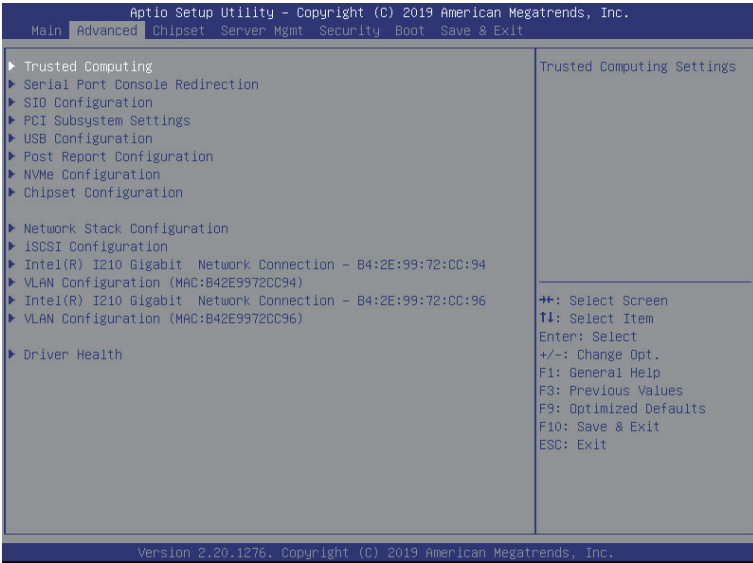 Aptio Setup Utility – Copyright (C) 2019 American Megatrends, Inc.
Main Advanced Chipset Server Mgmt Security Boot Save & Exit
Trusted Computing
Serial Port Console Redirection
SIO Configuration
PCI Subsystem Settings
USB Configuration
Post Report Configuration
NVMe Configuration
Chipset Configuration
Network Stack Configuration
iSCSI Configuration
Intel(R) I210 Gigabit  Network Connection – B4:2E:99:72:CC:94
VLAN Configuration (MAC:B42E9972CC94)
Intel(R) I210 Gigabit  Network Connection – B4:2E:99:72:CC:96
VLAN Configuration (MAC:B42E9972CC96)
Driver Health
Trusted Computing Settings
→←: Select Screen
↑↓: Select Item
Enter: Select
+/–: Change Opt.
F1: General Help
F3: Previous Values
F9: Optimized Defaults
F10: Save & Exit
ESC: Exit
Version 2.20.1276. Copyright (C) 2019 American Megatrends, Inc.